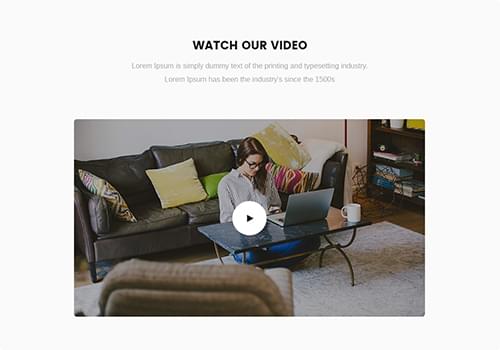 WATCH OUR VIDEO
Lorem Ipsum is simply dummy text of the printing and typesetting industry.
Lorem Ipsum has been the industry's since the 1500s